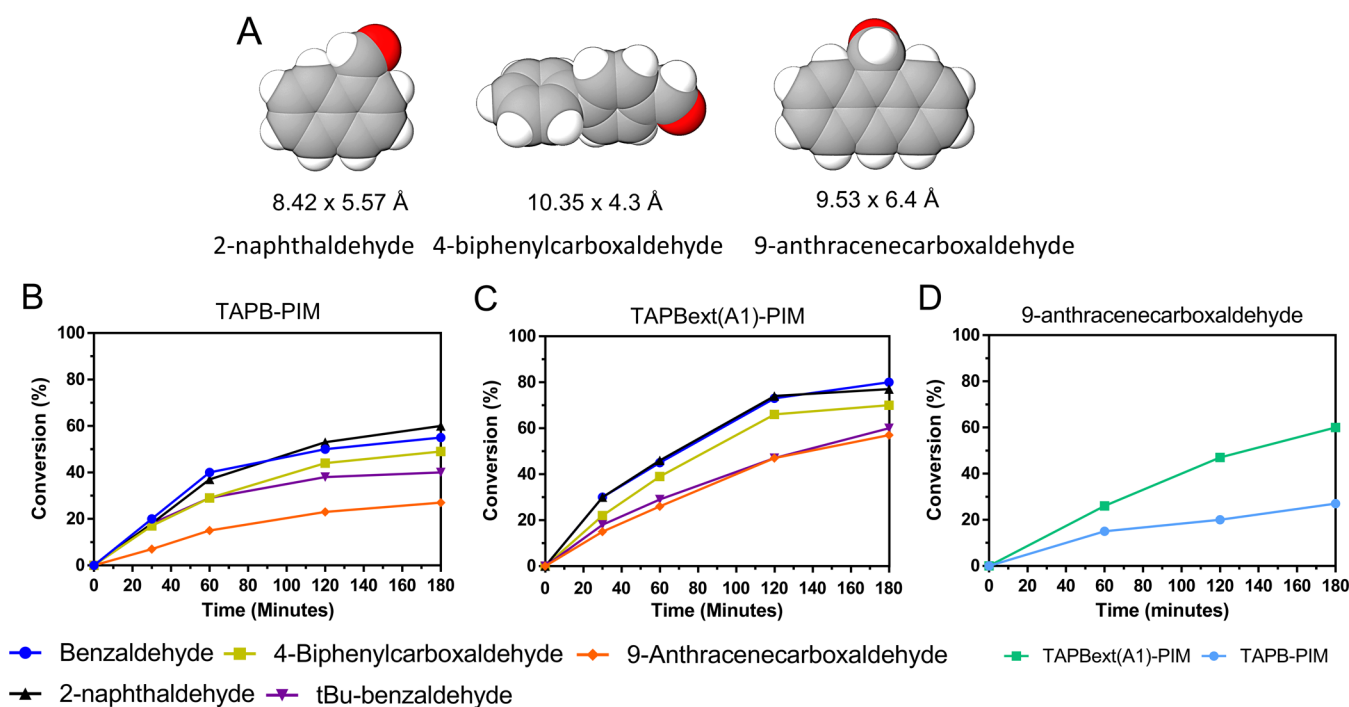 A
8.42 x 5.57 Å 10.35 x 4.3 Å 9.53 x 6.4 Å
2-naphthaldehyde 4-biphenylcarboxaldehyde 9-anthracenecarboxaldehyde
B
TAPB-PIM
Conversion (%)
100
80
60
40
20
0
0 20 40 60 80 100 120 140 160 180
Time (Minutes)
C
TAPBext(A1)-PIM
Conversion (%)
100
80
60
40
20
0
0 20 40 60 80 100 120 140 160 180
Time (Minutes)
D
9-anthracenecarboxaldehyde
Conversion (%)
100
80
60
40
20
0
0 20 40 60 80 100 120 140 160 180
Time (minutes)
Benzaldehyde 4-Biphenylcarboxaldehyde 9-Anthracenecarboxaldehyde
2-naphthaldehyde tBu-benzaldehyde
TAPBext(A1)-PIM TAPB-PIM